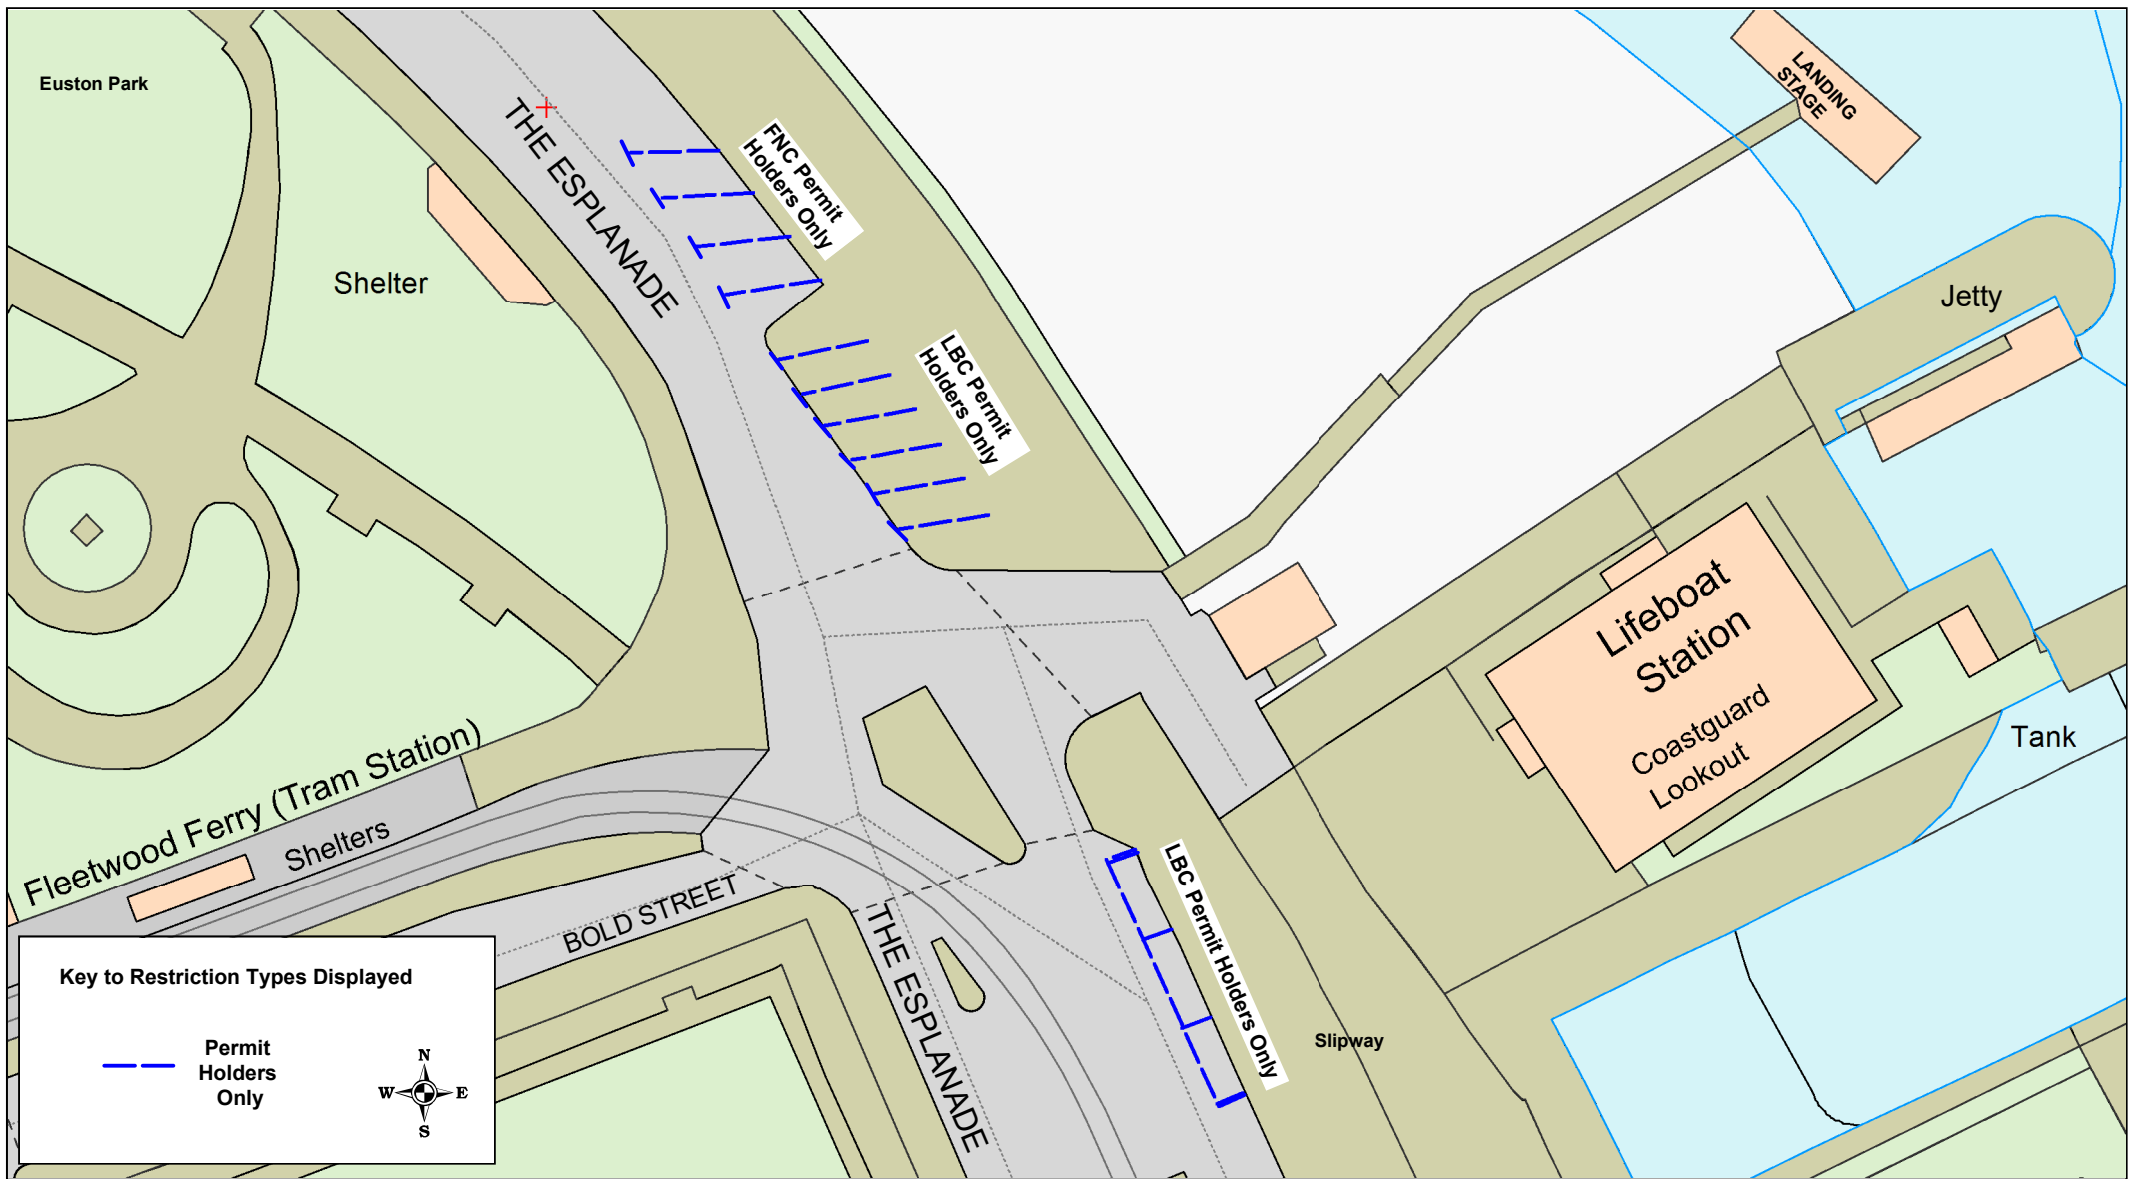 Euston Park
THE ESPLANADE
FNC Permit
Holders Only
LANDING
STAGE
Shelter
Jetty
LBC Permit
Holders Only
Lifeboat
Station
Coastguard
Lookout
Tank
Fleetwood Ferry (Tram Station)
Shelters
BOLD STREET
THE ESPLANADE
LBC Permit Holders Only
Slipway
Key to Restriction Types Displayed
Permit
Holders
Only
N
W E
S